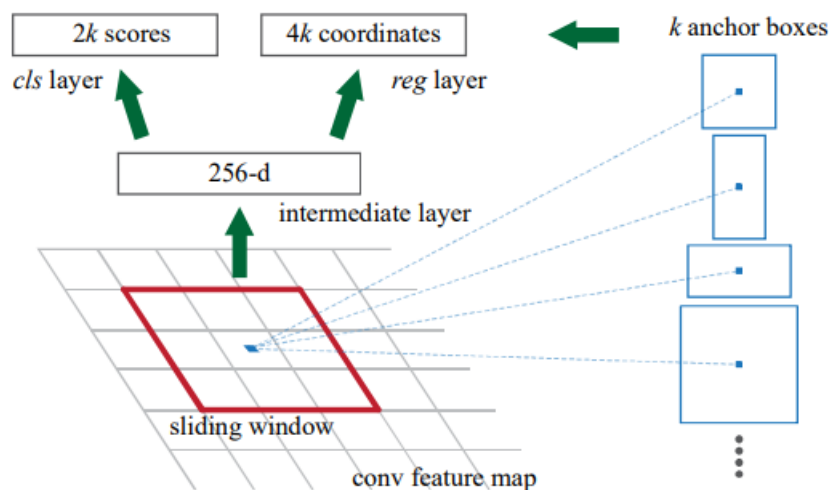 2k scores
4k coordinates
k anchor boxes
cls layer
reg layer
256-d
intermediate layer
sliding window
conv feature map